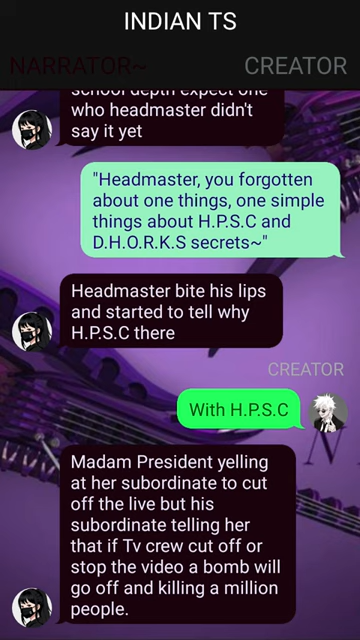 INDIAN TS
NARRATOR~ CREATOR
school depth expect one
who headmaster didn't
say it yet
"Headmaster, you forgotten
about one things, one simple
things about H.P.S.C and
D.H.O.R.K.S secrets~"
Headmaster bite his lips
and started to tell why
H.P.S.C there
CREATOR
With H.P.S.C
Madam President yelling
at her subordinate to cut
off the live but his
subordinate telling her
that if Tv crew cut off or
stop the video a bomb will
go off and killing a million
people.